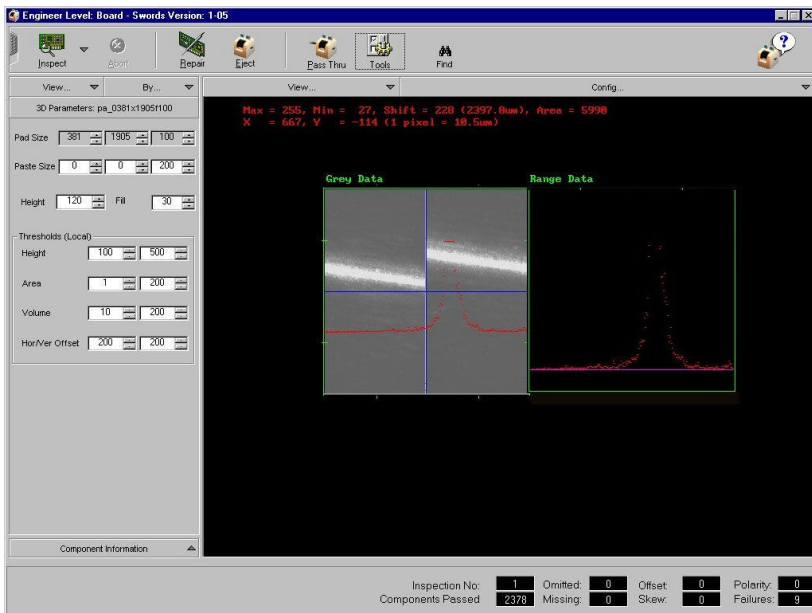 Engineer Level: Board - Swords Version: 1-05
Inspect Abort Repair Eject Pass Thru Tools Find
View... By... View... Config...
3D Parameters: pa_0381x1905f100
Max = 255, Min = 27, Shift = 228 (2397.8um), Area = 5990
X = 667, Y = -114 (1 pixel = 10.5um)
Pad Size 381 1905 100
Paste Size 0 0 200
Height 120 Fill 30
Grey Data Range Data
Thresholds (Local)
Height 100 500
Area 1 200
Volume 10 200
Hor/Ver Offset 200 200
Component Information
Inspection No: 1 Omitted: 0 Offset: 0 Polarity: 0
Components Passed 2378 Missing: 0 Skew: 0 Failures: 9